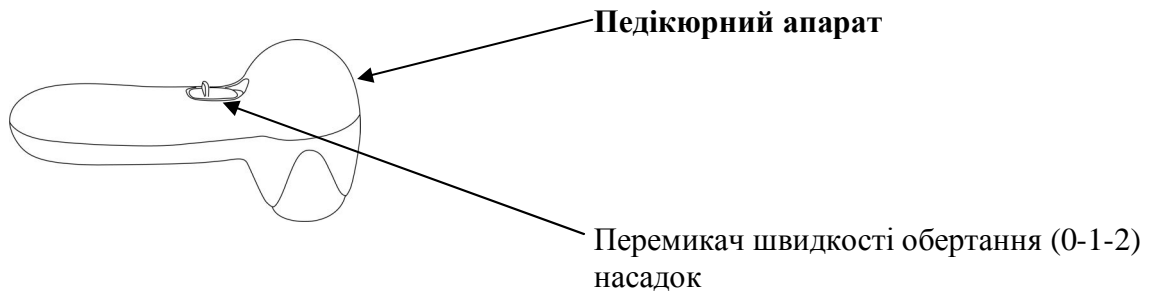 Педікюрний апарат
Перемикач швидкості обертання (0-1-2)
насадок